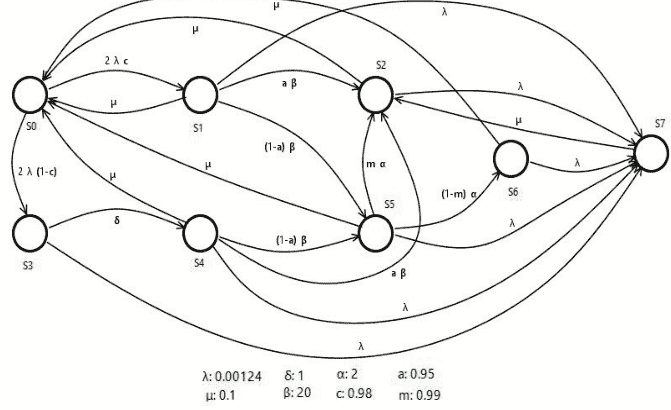 μ
λ
μ
2 λ c
S2
a β
λ
S7
μ
μ
S0
S1
(1-a) β
m α
λ
2 λ (1-c)
μ
μ
S6
(1-m) α
S5
δ
(1-a) β
λ
S3
S4
a β
λ
λ
λ: 0.00124 δ: 1 α: 2 a: 0.95
μ: 0.1 β: 20 c: 0.98 m: 0.99